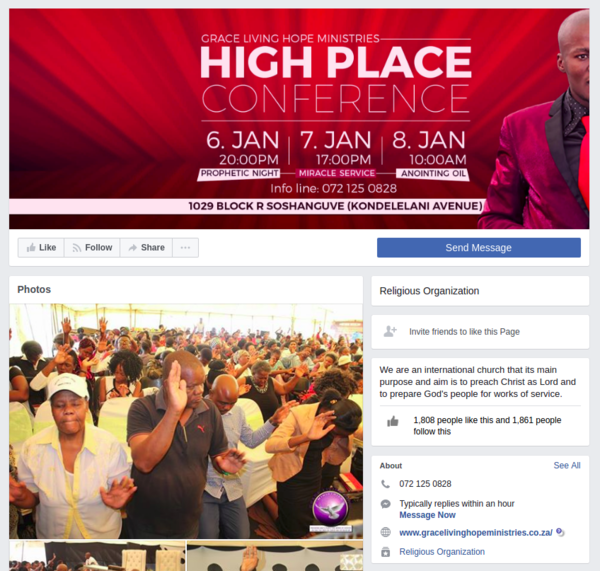 GRACE LIVING HOPE MINISTRIES
HIGH PLACE
CONFERENCE
6. JAN
20:00PM
PROPHETIC NIGHT
7. JAN
17:00PM
MIRACLE SERVICE
8. JAN
10:00AM
ANOINTING OIL
Info line: 072 125 0828
1029 BLOCK R SOSHANGUVE (KONDELELANI AVENUE)
Like
Follow
Share
Send Message
Photos
Religious Organization
Invite friends to like this Page
We are an international church that its main
purpose and aim is to preach Christ as Lord and
to prepare God's people for works of service.
1,808 people like this and 1,861 people
follow this
About
See All
072 125 0828
Typically replies within an hour
Message Now
www.gracelivinghopeministries.co.za/
Religious Organization